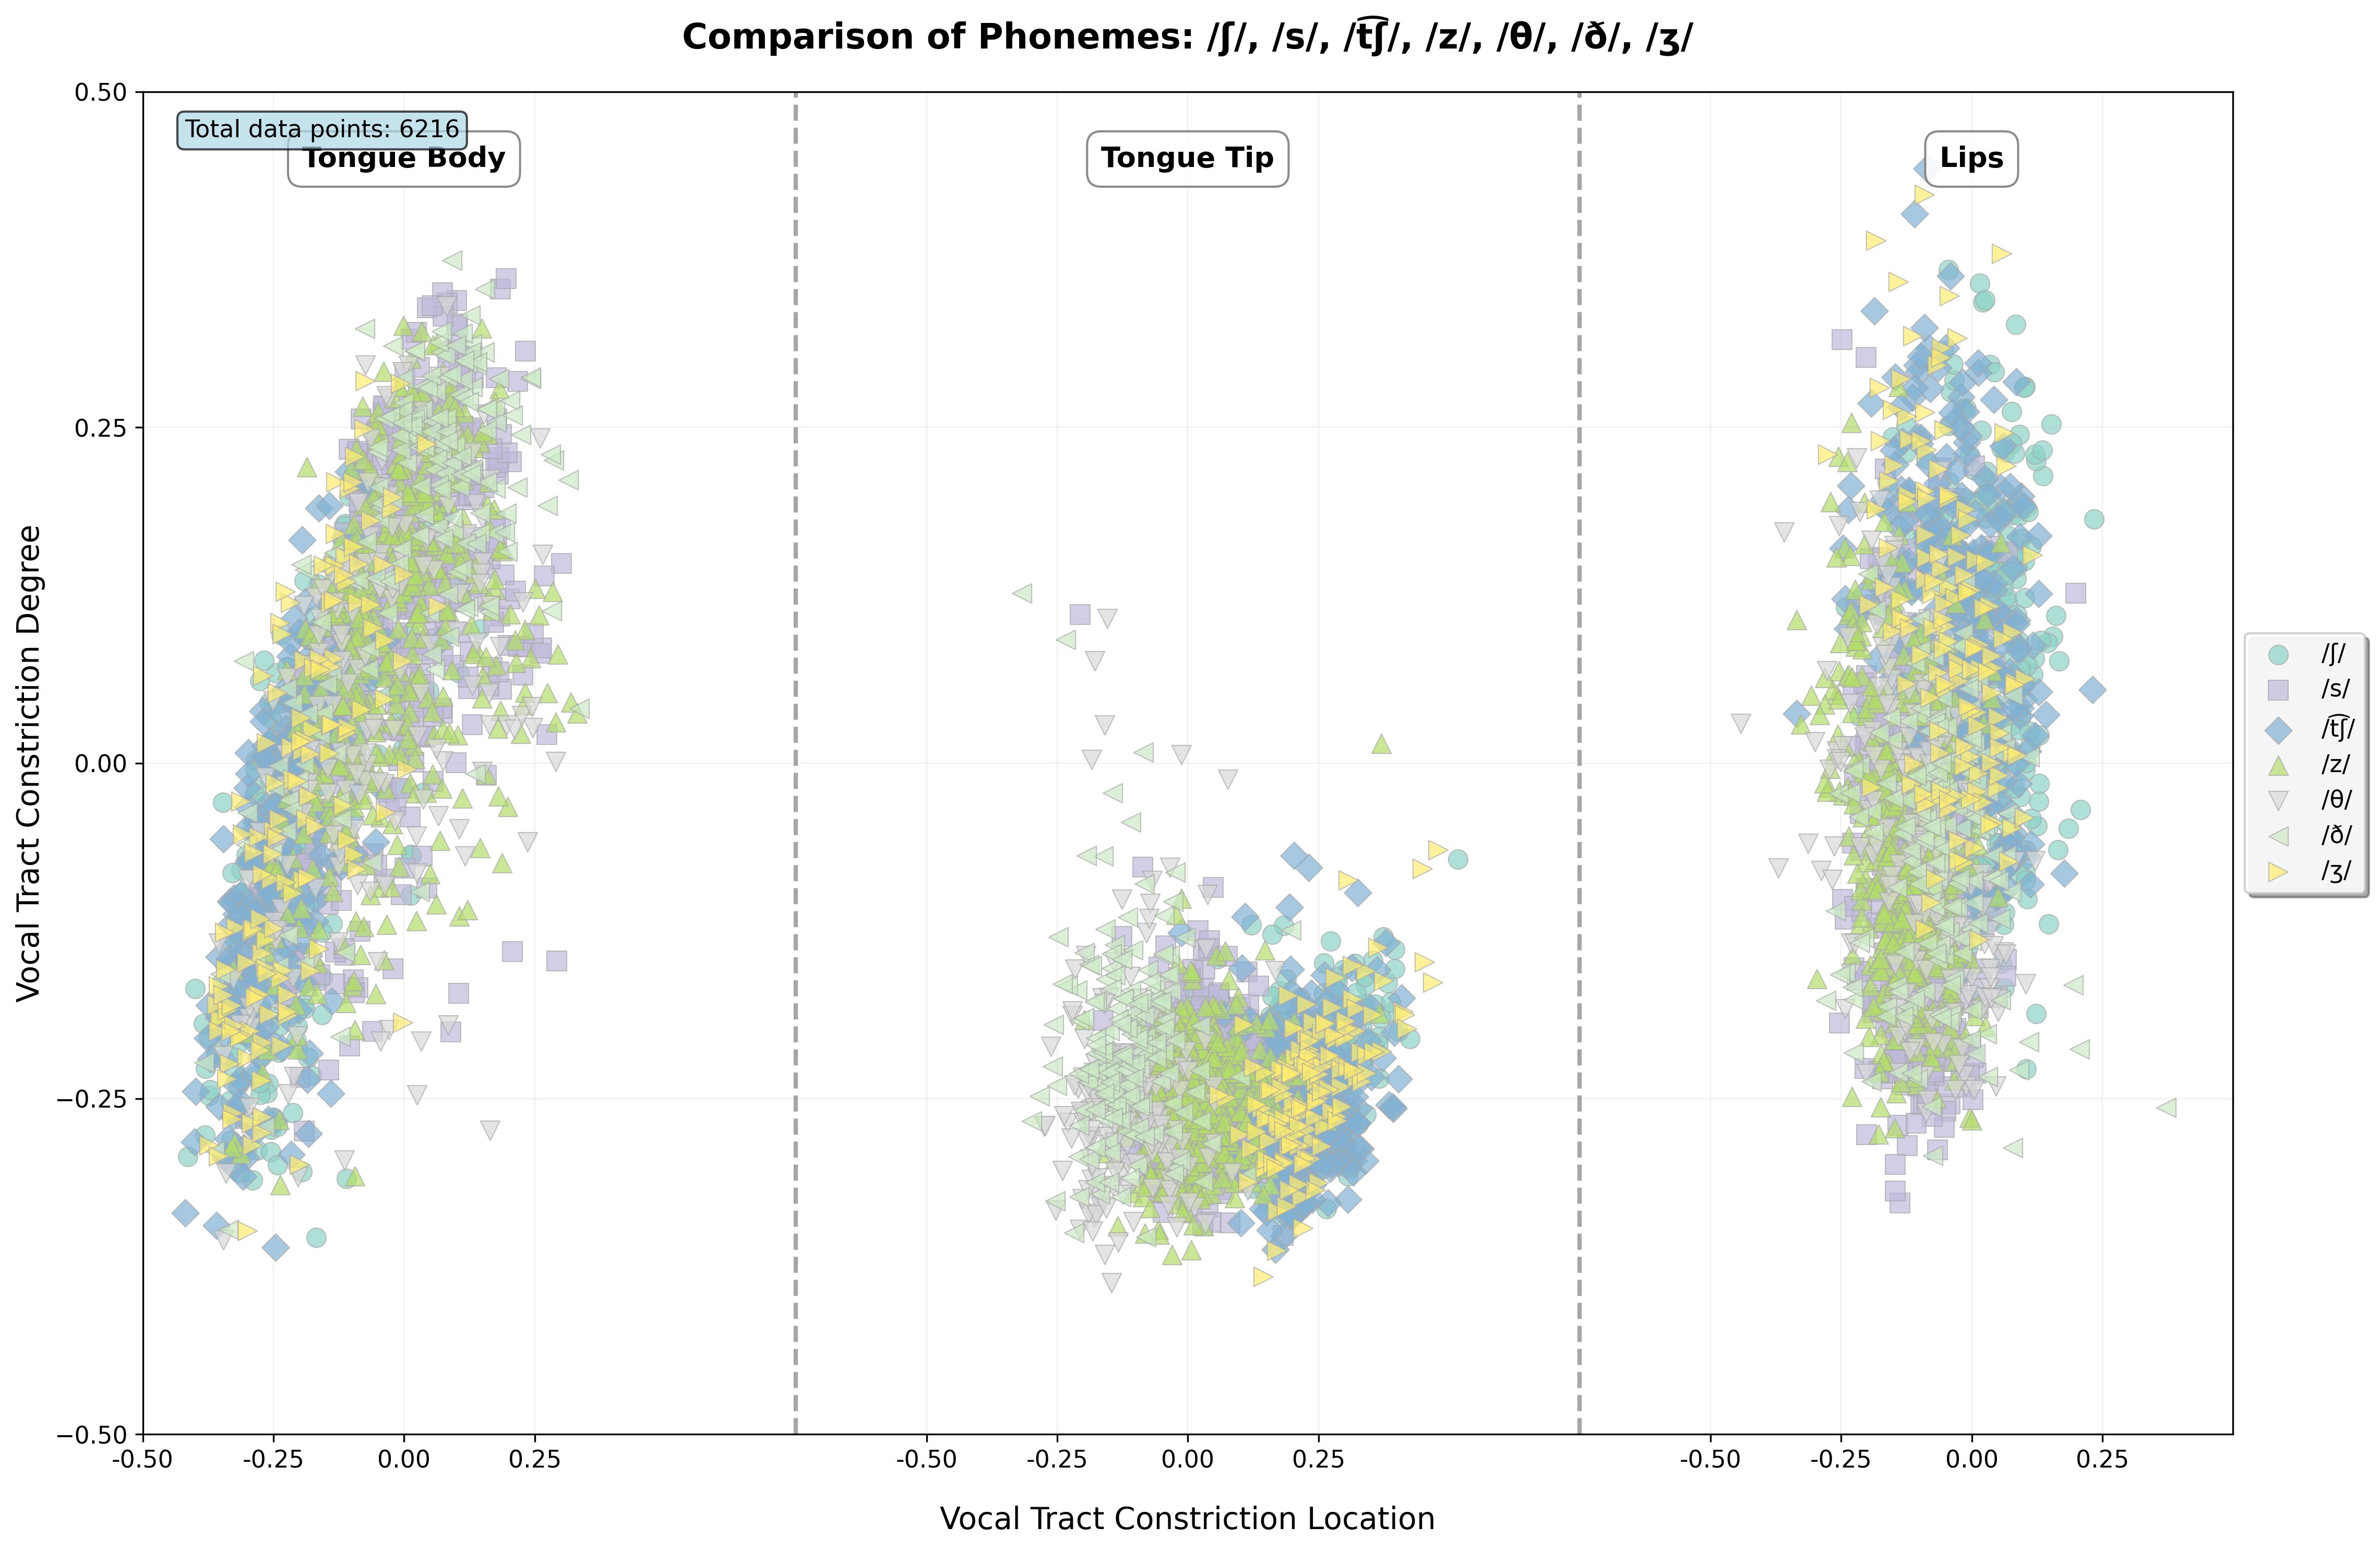 Comparison of Phonemes: /ʃ/, /s/, /t͡ʃ/, /z/, /θ/, /ð/, /ʒ/
Total data points: 6216
Tongue Body
Tongue Tip
Lips
Vocal Tract Constriction Degree
0.50
0.25
0.00
−0.25
−0.50
/ʃ/
/s/
/t͡ʃ/
/z/
/θ/
/ð/
/ʒ/
-0.50 -0.25 0.00 0.25 -0.50 -0.25 0.00 0.25 -0.50 -0.25 0.00 0.25
Vocal Tract Constriction Location